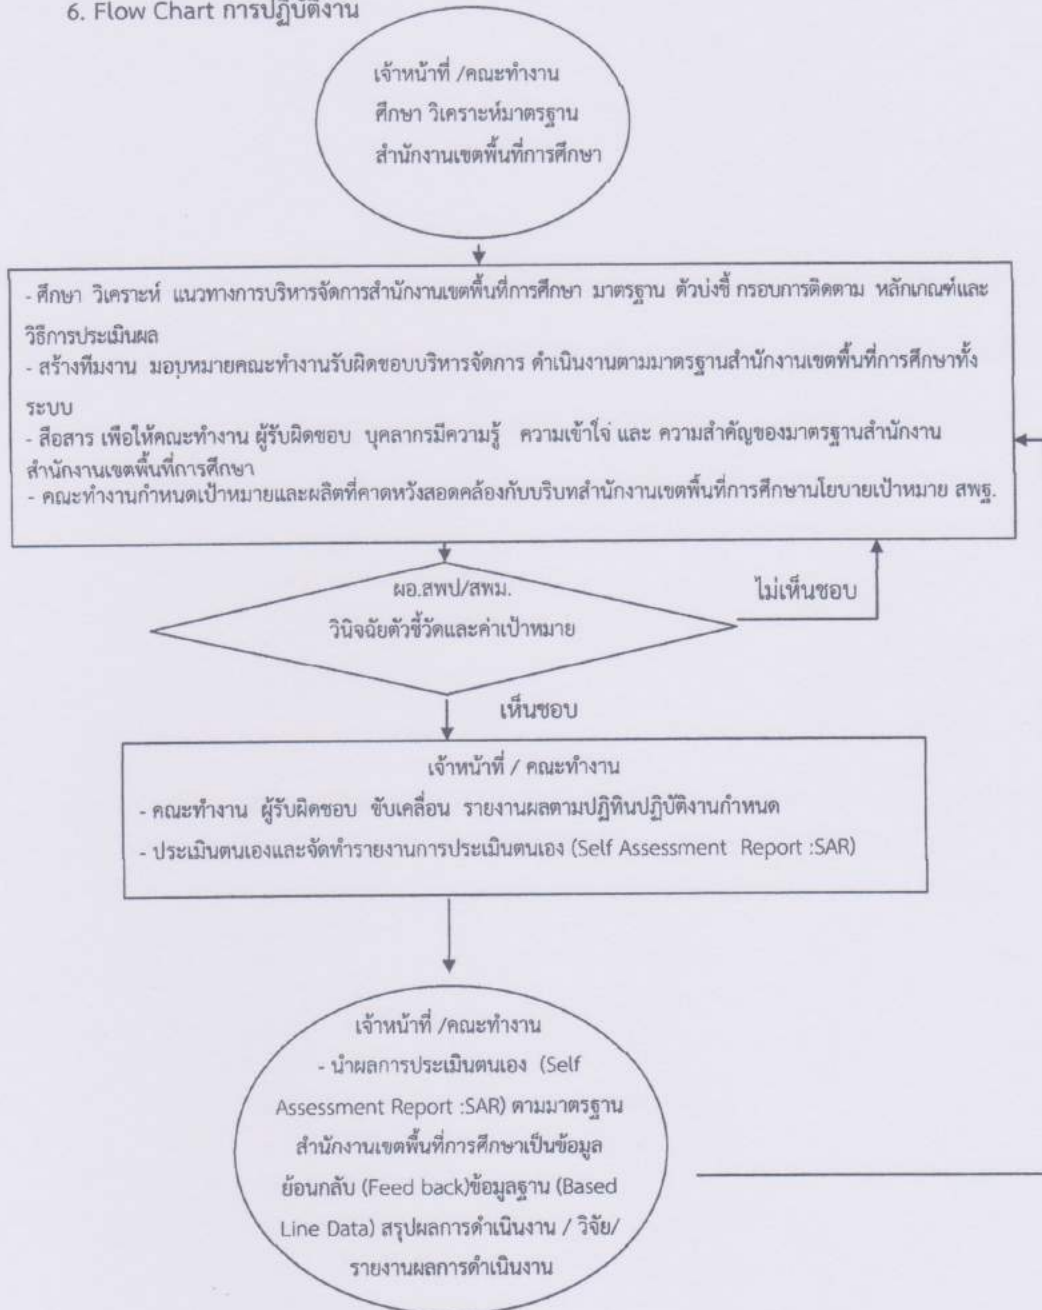 6. Flow Chart การปฏิบัติงาน
เจ้าหน้าที่ /คณะทำงาน
ศึกษา วิเคราะห์มาตรฐาน
สำนักงานเขตพื้นที่การศึกษา
- ศึกษา วิเคราะห์ แนวทางการบริหารจัดการสำนักงานเขตพื้นที่การศึกษา มาตรฐาน ตัวบ่งชี้ กรอบการติดตาม หลักเกณฑ์และ
วิธีการประเมินผล
- สร้างทีมงาน มอบหมายคณะทำงานรับผิดชอบบริหารจัดการ ดำเนินงานตามมาตรฐานสำนักงานเขตพื้นที่การศึกษาทั้ง
ระบบ
- สื่อสาร เพื่อให้คณะทำงาน ผู้รับผิดชอบ บุคลากรมีความรู้ ความเข้าใจ และ ความสำคัญของมาตรฐานสำนักงาน
สำนักงานเขตพื้นที่การศึกษา
- คณะทำงานกำหนดเป้าหมายและผลิตที่คาดหวังสอดคล้องกับบริบทสำนักงานเขตพื้นที่การศึกษานโยบายเป้าหมาย สพฐ.
ผอ.สพป/สพม.
วินิจฉัยตัวชี้วัดและค่าเป้าหมาย
ไม่เห็นชอบ
เห็นชอบ
เจ้าหน้าที่ / คณะทำงาน
- คณะทำงาน ผู้รับผิดชอบ ขับเคลื่อน รายงานผลตามปฏิทินปฏิบัติงานกำหนด
- ประเมินตนเองและจัดทำรายงานการประเมินตนเอง (Self Assessment Report :SAR)
เจ้าหน้าที่ /คณะทำงาน
- นำผลการประเมินตนเอง (Self
Assessment Report :SAR) ตามมาตรฐาน
สำนักงานเขตพื้นที่การศึกษาเป็นข้อมูล
ย้อนกลับ (Feed back)ข้อมูลฐาน (Based
Line Data) สรุปผลการดำเนินงาน / วิจัย/
รายงานผลการดำเนินงาน